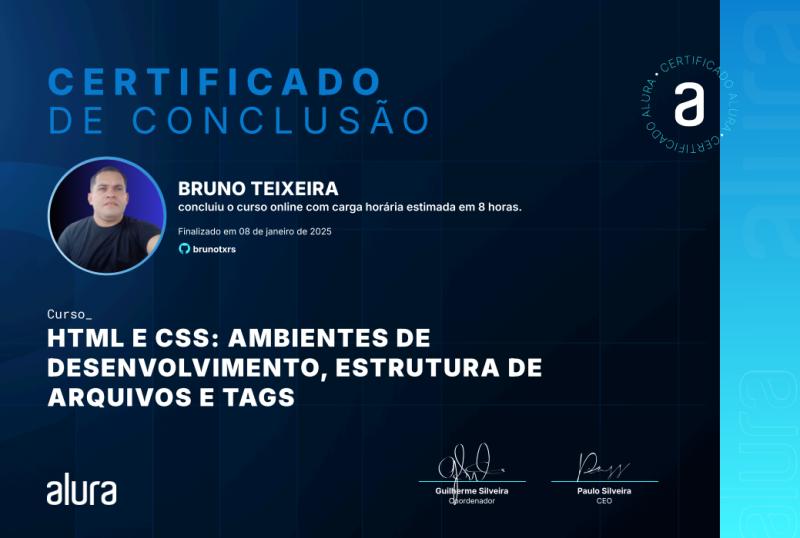 CERTIFICADO
DE CONCLUSÃO
CERTIFICADO ALURA • CERTIFICADO ALURA •
a
BRUNO TEIXEIRA
concluiu o curso online com carga horária estimada em 8 horas.
Finalizado em 08 de janeiro de 2025
brunotxrs
Curso_
HTML E CSS: AMBIENTES DE
DESENVOLVIMENTO, ESTRUTURA DE
ARQUIVOS E TAGS
alura
Guilherme Silveira
Coordenador
Paulo Silveira
CEO
alura
alura